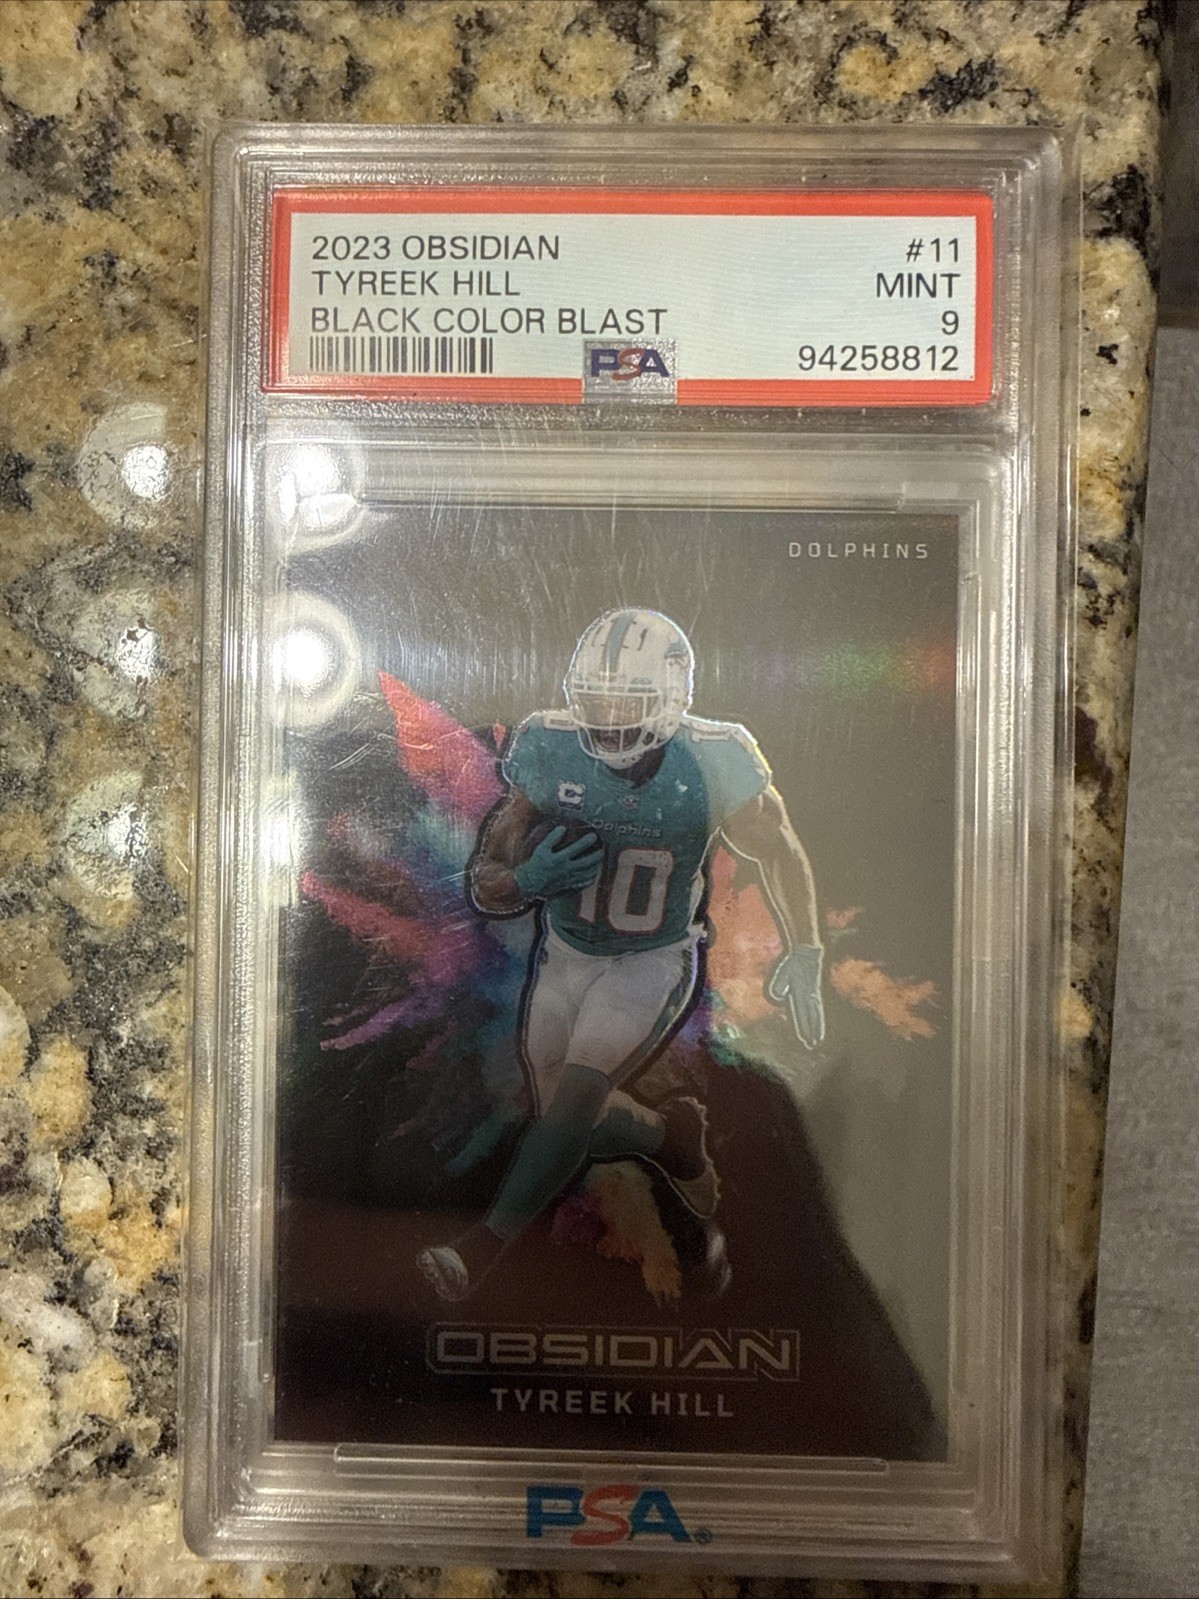 2023 OBSIDIAN #11
TYREEK HILL MINT
BLACK COLOR BLAST 9
PSA 94258812
DOLPHINS
10
C
Dolphins
10
OBSIDIAN
TYREEK HILL
PSA®